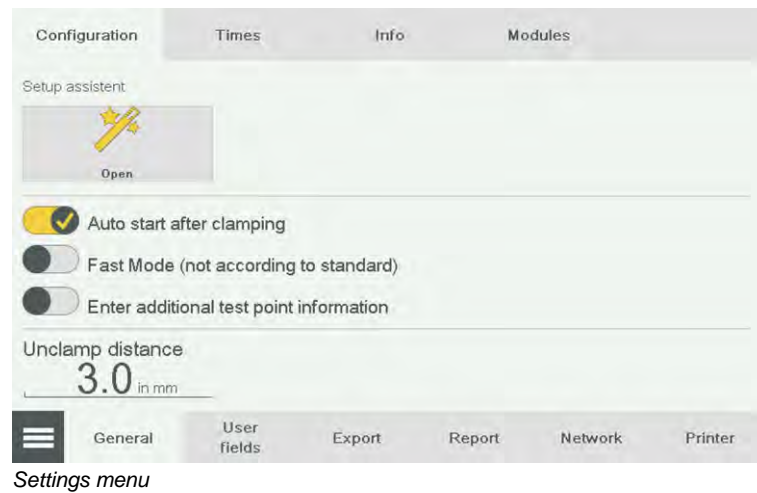 Configuration Times Info Modules
Setup assistent
Open
Auto start after clamping
Fast Mode (not according to standard)
Enter additional test point information
Unclamp distance
3.0 in mm
General User fields Export Report Network Printer
Settings menu